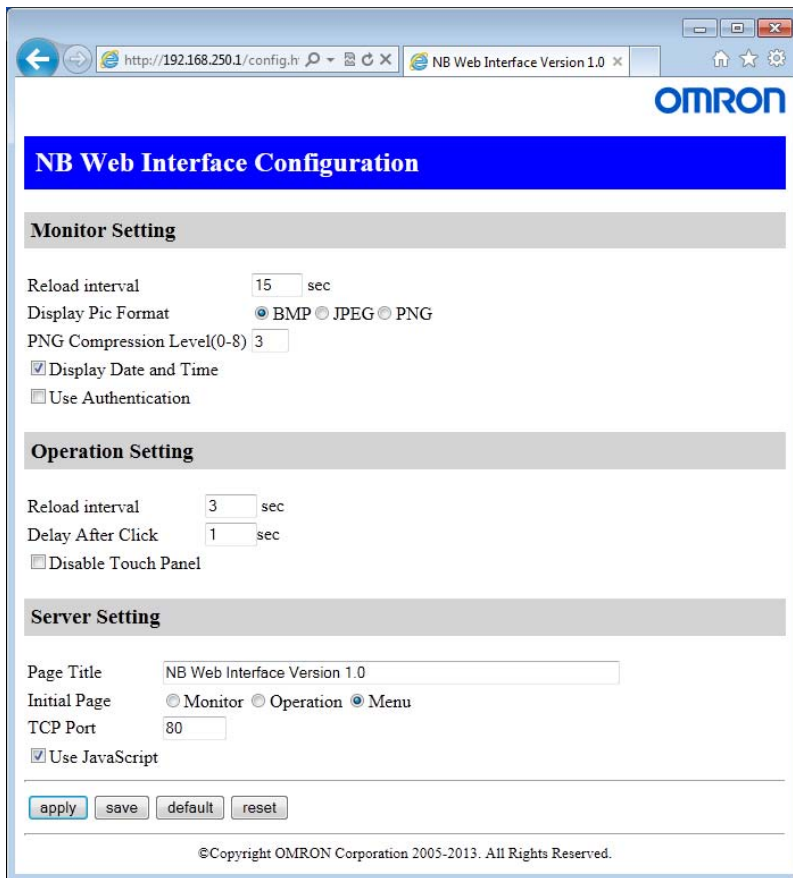 http://192.168.250.1/config.h
NB Web Interface Version 1.0
OMRON
NB Web Interface Configuration
Monitor Setting
Reload interval 15 sec
Display Pic Format BMP JPEG PNG
PNG Compression Level(0-8) 3
Display Date and Time
Use Authentication
Operation Setting
Reload interval 3 sec
Delay After Click 1 sec
Disable Touch Panel
Server Setting
Page Title NB Web Interface Version 1.0
Initial Page Monitor Operation Menu
TCP Port 80
Use JavaScript
apply save default reset
©Copyright OMRON Corporation 2005-2013. All Rights Reserved.